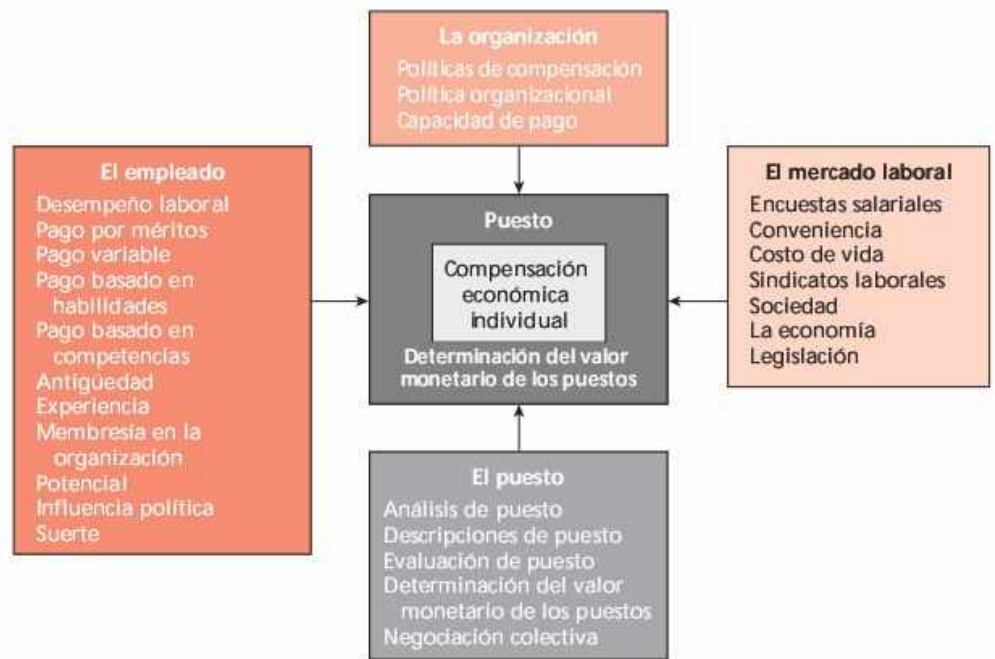 La organización
Políticas de compensación
Política organizacional
Capacidad de pago
El empleado
Desempeño laboral
Pago por méritos
Pago variable
Pago basado en
habilidades
Pago basado en
competencias
Antigüedad
Experiencia
Membresía en la
organización
Potencial
Influencia política
Suerte
Puesto
Compensación
económica
individual
Determinación del valor
monetario de los puestos
El mercado laboral
Encuestas salariales
Conveniencia
Costo de vida
Sindicatos laborales
Sociedad
La economía
Legislación
El puesto
Análisis de puesto
Descripciones de puesto
Evaluación de puesto
Determinación del valor
monetario de los puestos
Negociación colectiva